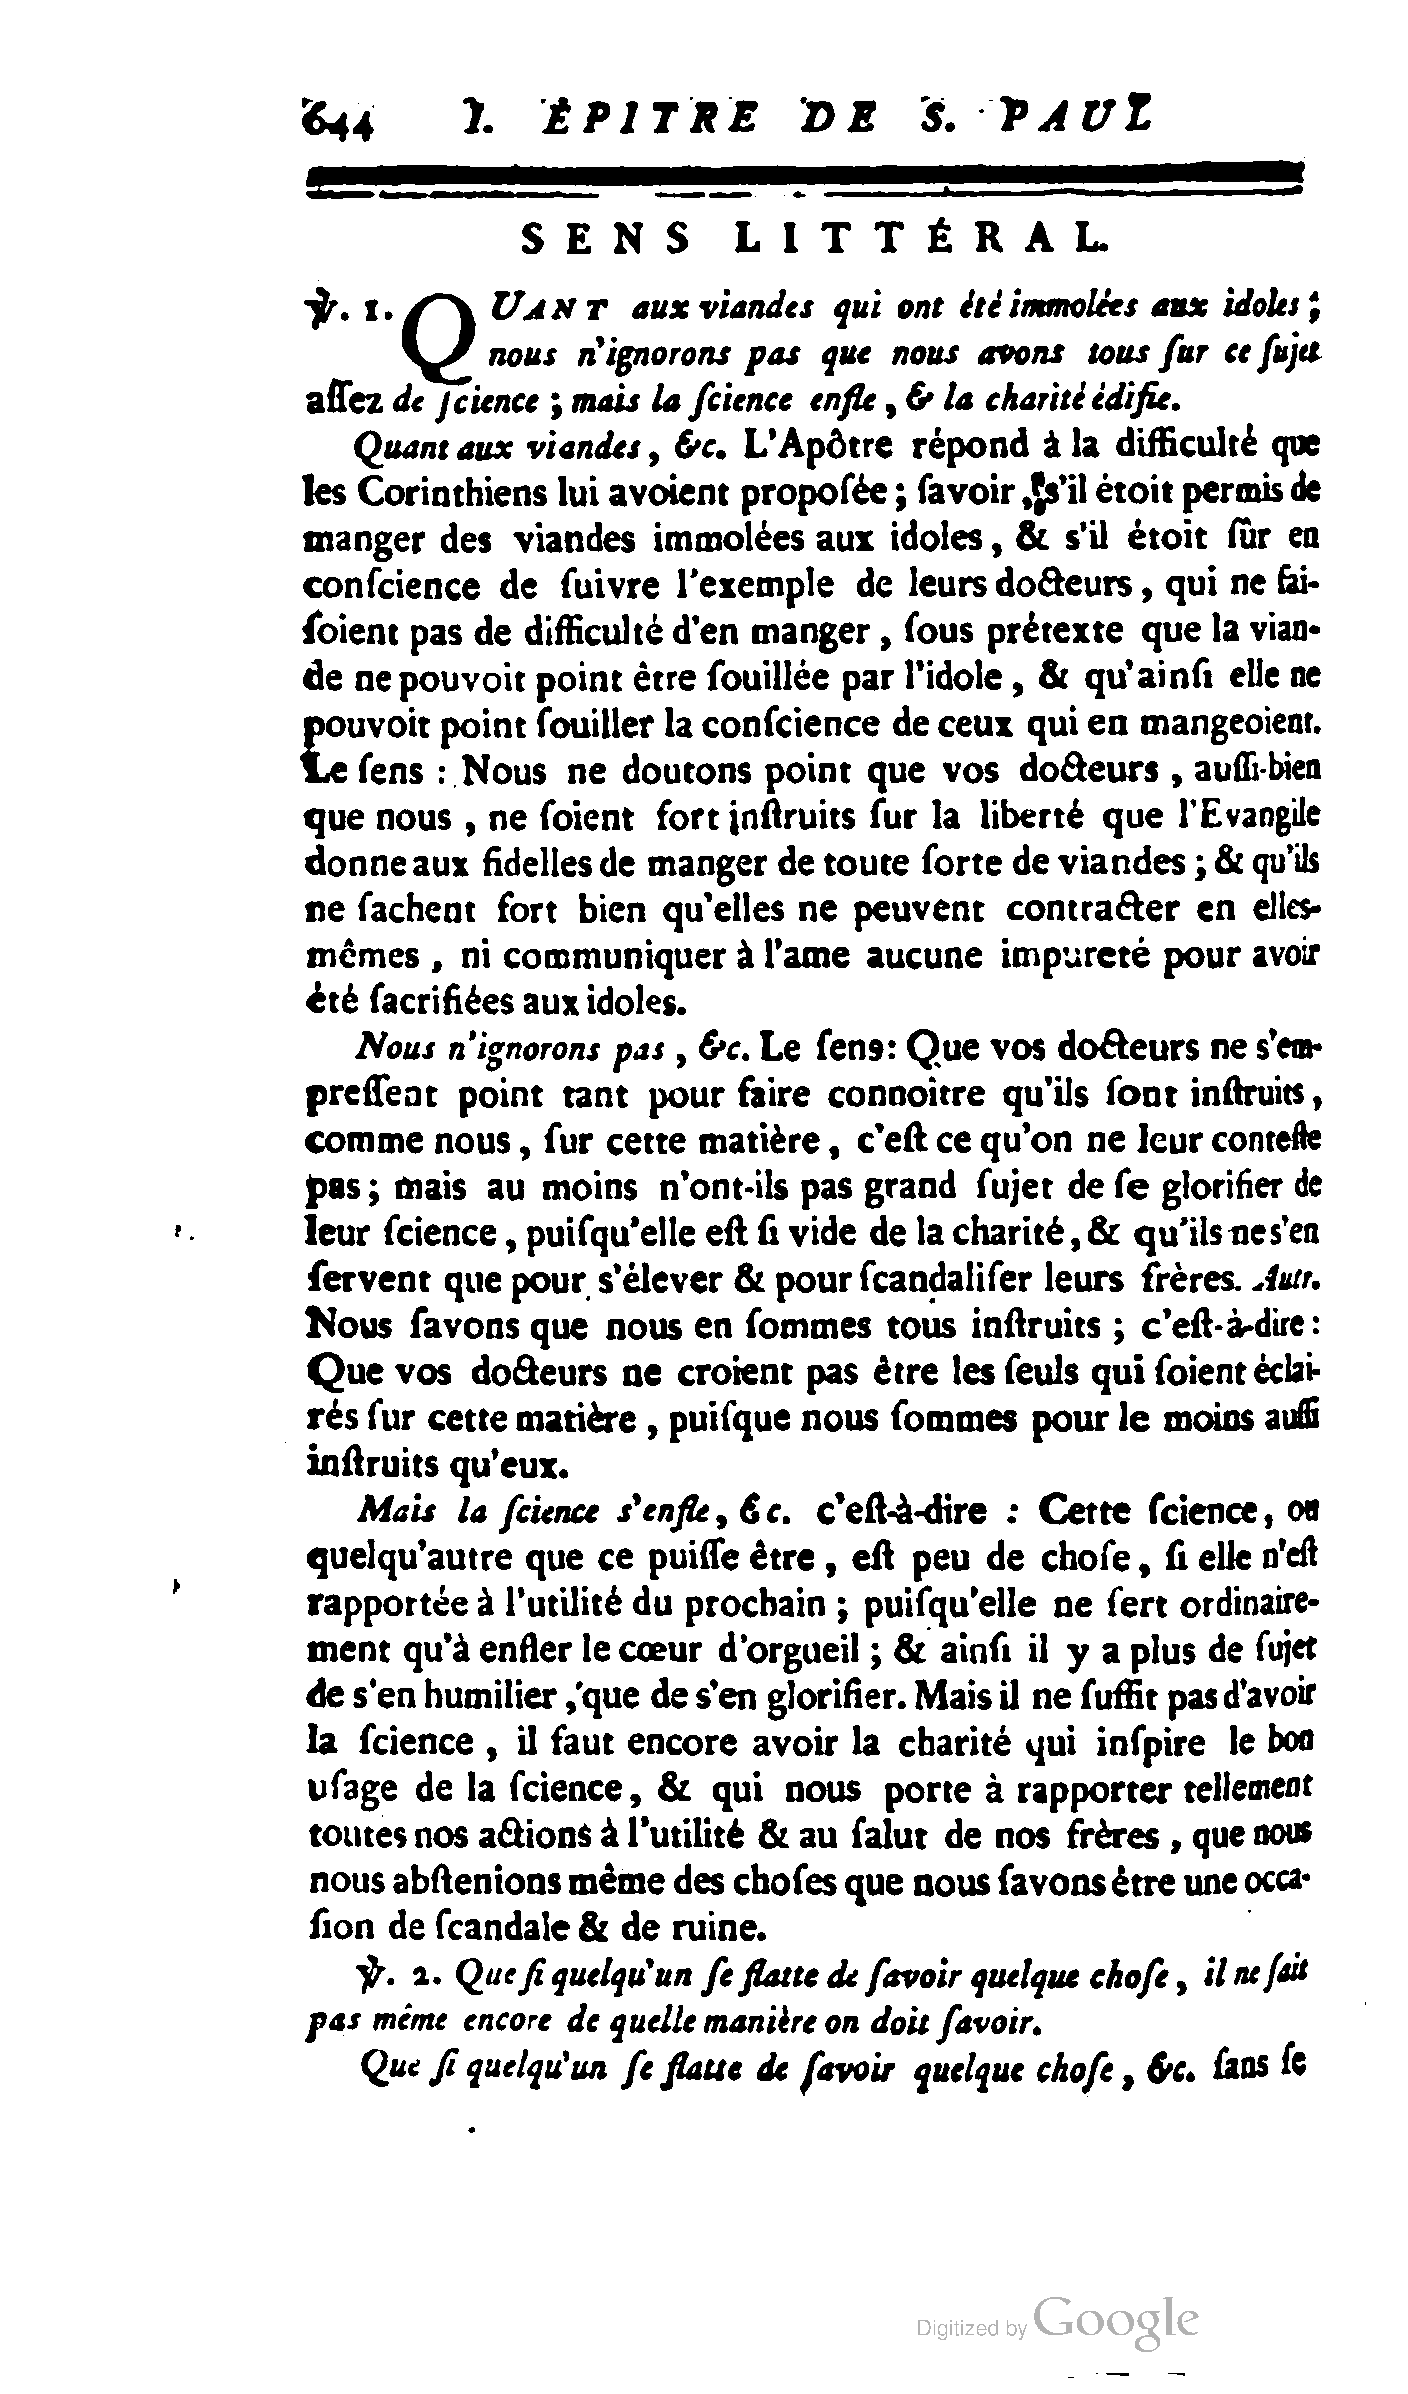 644 I. ÉPITRE DE S. PAUL
SENS LITTÉRAL.
℣. 1. QUANT aux viandes qui ont été immolées aux idoles ;
nous n'ignorons pas que nous avons tous ſur ce ſujet
aſſez de ſcience ; mais la ſcience enfle , & la charité édifie.
Quant aux viandes , &c. L'Apôtre répond à la difficulté que
les Corinthiens lui avoient propoſée ; ſavoir , s'il étoit permis de
manger des viandes immolées aux idoles , & s'il étoit ſûr en
conſcience de ſuivre l'exemple de leurs docteurs , qui ne fai-
ſoient pas de difficulté d'en manger , ſous prétexte que la vian-
de ne pouvoit point être ſouillée par l'idole , & qu'ainſi elle ne
pouvoit point ſouiller la conſcience de ceux qui en mangeoient.
Le ſens : Nous ne doutons point que vos docteurs , auſſi-bien
que nous , ne ſoient fort inſtruits ſur la liberté que l'Evangile
donne aux fidelles de manger de toute ſorte de viandes ; & qu'ils
ne ſachent fort bien qu'elles ne peuvent contracter en elles-
mêmes , ni communiquer à l'ame aucune impureté pour avoir
été ſacrifiées aux idoles.
Nous n'ignorons pas , &c. Le ſens : Que vos docteurs ne s'em-
preſſent point tant pour faire connoître qu'ils ſont inſtruits ,
comme nous , ſur cette matière , c'eſt ce qu'on ne leur conteſte
pas ; mais au moins n'ont-ils pas grand ſujet de ſe glorifier de
leur ſcience , puiſqu'elle eſt ſi vide de la charité , & qu'ils ne s'en
ſervent que pour s'élever & pour ſcandaliſer leurs frères. Autr.
Nous ſavons que nous en ſommes tous inſtruits ; c'eſt-à-dire :
Que vos docteurs ne croient pas être les ſeuls qui ſoient éclai-
rés ſur cette matière , puiſque nous ſommes pour le moins auſſi
inſtruits qu'eux.
Mais la ſcience s'enfle , &c. c'eſt-à-dire : Cette ſcience , ou
quelqu'autre que ce puiſſe être , eſt peu de choſe , ſi elle n'eſt
rapportée à l'utilité du prochain ; puiſqu'elle ne ſert ordinaire-
ment qu'à enfler le cœur d'orgueil ; & ainſi il y a plus de ſujet
de s'en humilier , que de s'en glorifier. Mais il ne ſuffit pas d'avoir
la ſcience , il faut encore avoir la charité qui inſpire le bon
uſage de la ſcience , & qui nous porte à rapporter tellement
toutes nos actions à l'utilité & au ſalut de nos frères , que nous
nous abſtenions même des choſes que nous ſavons être une occa-
ſion de ſcandale & de ruine.
℣. 2. Que ſi quelqu'un ſe flatte de ſavoir quelque choſe , il ne ſait
pas même encore de quelle manière on doit ſavoir.
Que ſi quelqu'un ſe flatte de ſavoir quelque choſe , &c. ſans ſe
Digitized by Google